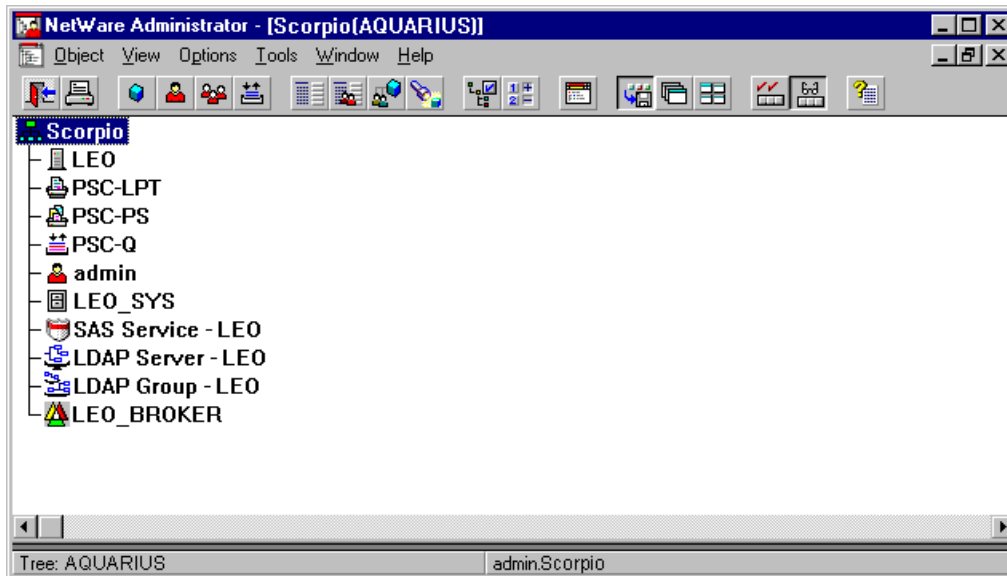 NetWare Administrator - [Scorpio(AQUARIUS)]
Object View Options Tools Window Help
Scorpio
LEO
PSC-LPT
PSC-PS
PSC-Q
admin
LEO_SYS
SAS Service - LEO
LDAP Server - LEO
LDAP Group - LEO
LEO_BROKER
Tree: AQUARIUS admin.Scorpio